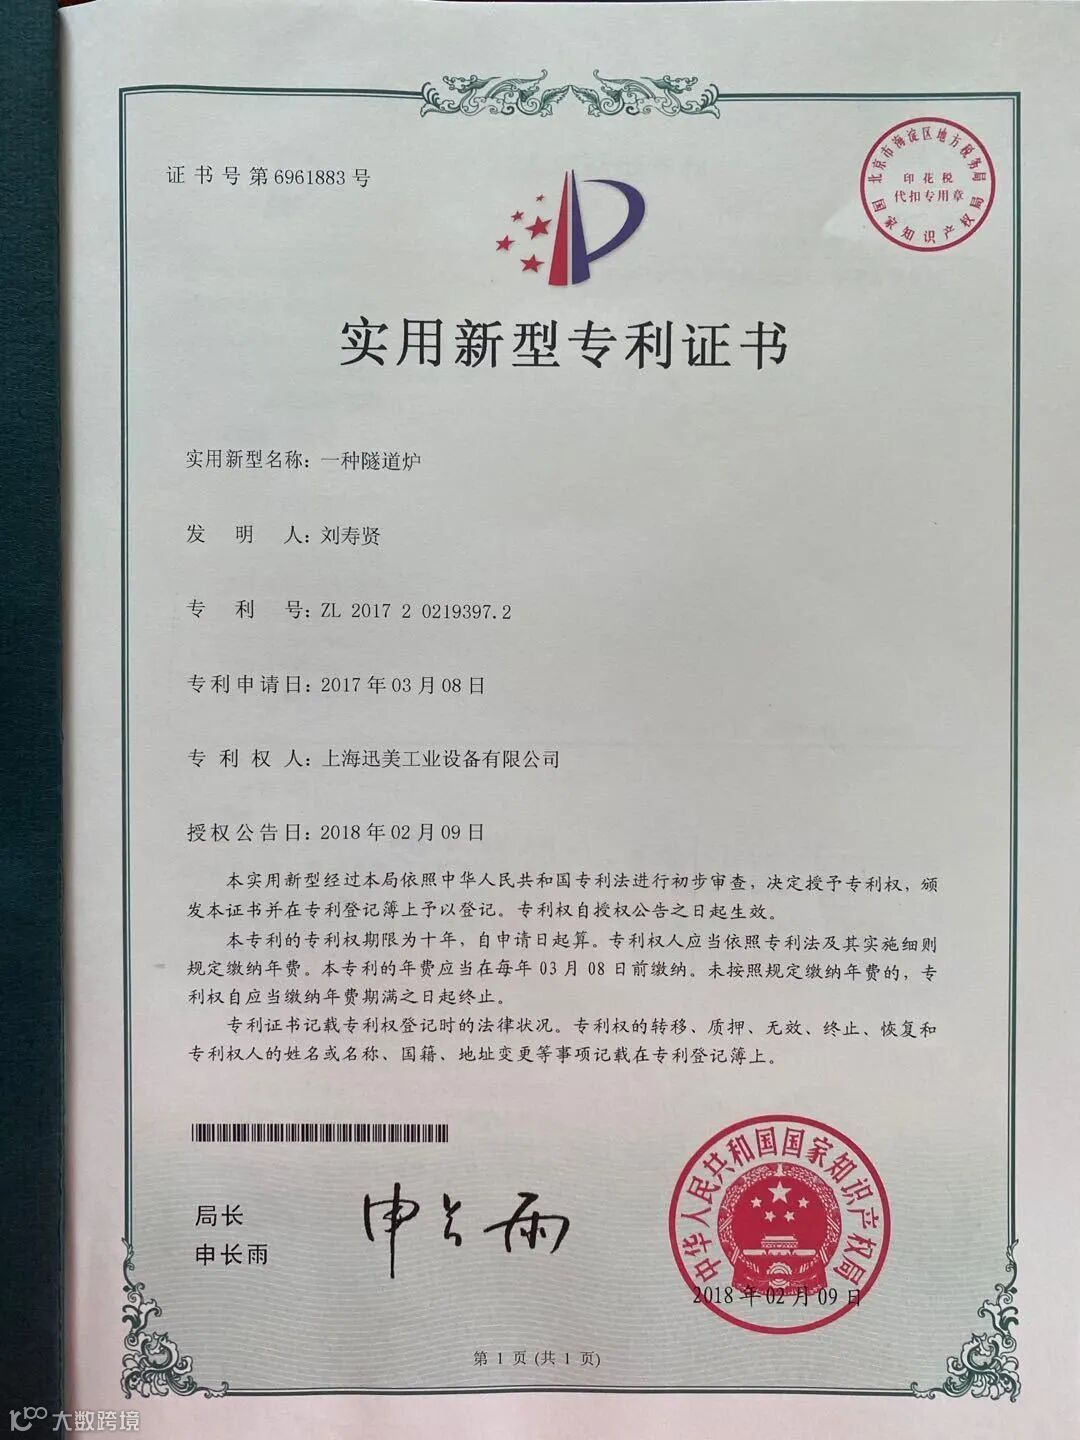 证书号第6961883号
北京市海淀区地方税务局
印花税
代扣专用章
国家知识产权局
实用新型专利证书
实用新型名称：一种隧道炉
发明人：刘寿贤
专利号：ZL 2017 2 0219397.2
专利申请日：2017年03月08日
专利权人：上海迅美工业设备有限公司
授权公告日：2018年02月09日
本实用新型经过本局依照中华人民共和国专利法进行初步审查，决定授予专利权，颁
发本证书并在专利登记簿上予以登记。专利权自授权公告之日起生效。
本专利的专利权期限为十年，自申请日起算。专利权人应当依照专利法及其实施细则
规定缴纳年费。本专利的年费应当在每年03月08日前缴纳。未按照规定缴纳年费的，专
利权自应当缴纳年费期满之日起终止。
专利证书记载专利权登记时的法律状况。专利权的转移、质押、无效、终止、恢复和
专利权人的姓名或名称、国籍、地址变更等事项记载在专利登记簿上。
局长
申长雨
申长雨
中华人民共和国国家知识产权局
2018年02月09日
第 1 页 (共 1 页)
大数跨境